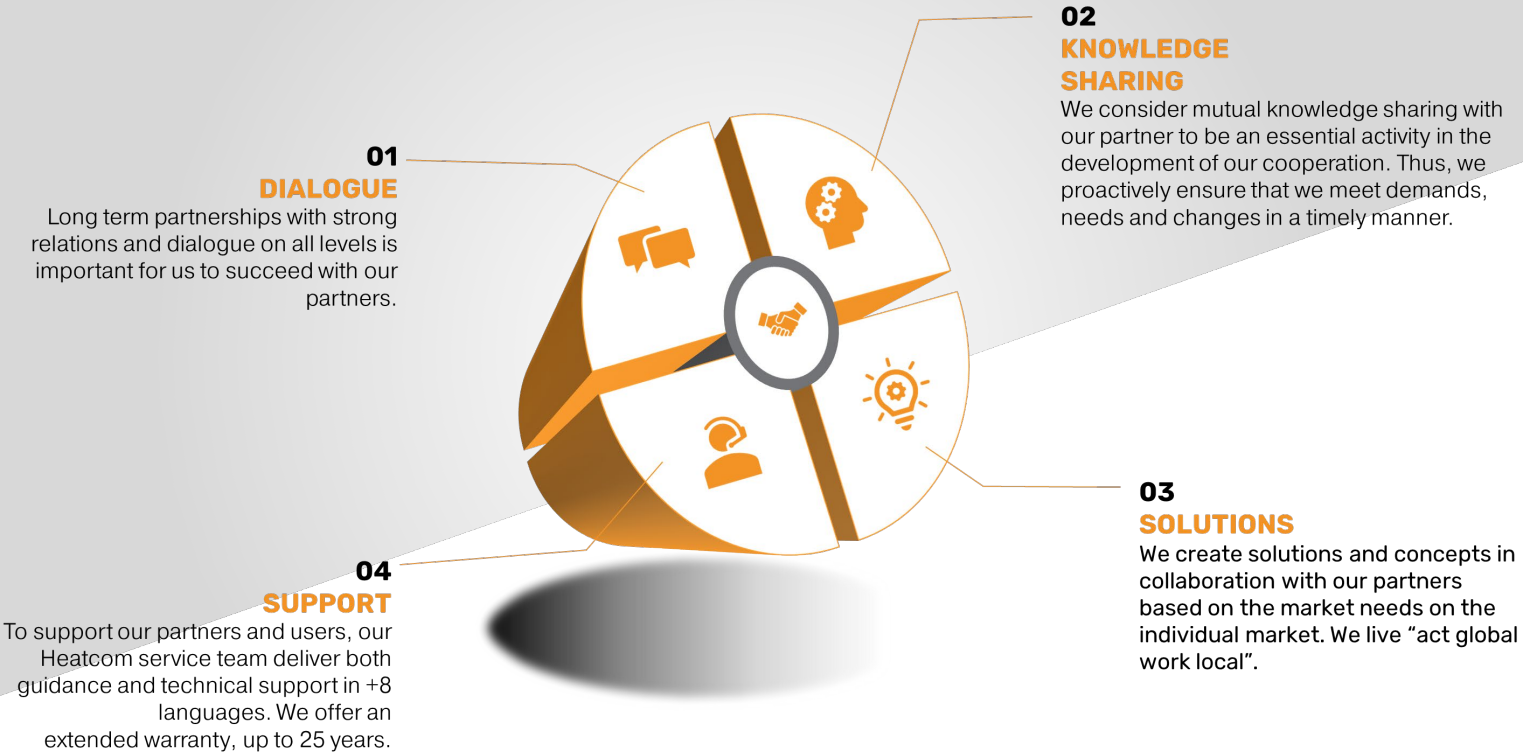 01
DIALOGUE
Long term partnerships with strong
relations and dialogue on all levels is
important for us to succeed with our
partners.
02
KNOWLEDGE
SHARING
We consider mutual knowledge sharing with
our partner to be an essential activity in the
development of our cooperation. Thus, we
proactively ensure that we meet demands,
needs and changes in a timely manner.
03
SOLUTIONS
We create solutions and concepts in
collaboration with our partners
based on the market needs on the
individual market. We live “act global
work local”.
04
SUPPORT
To support our partners and users, our
Heatcom service team deliver both
guidance and technical support in +8
languages. We offer an
extended warranty, up to 25 years.